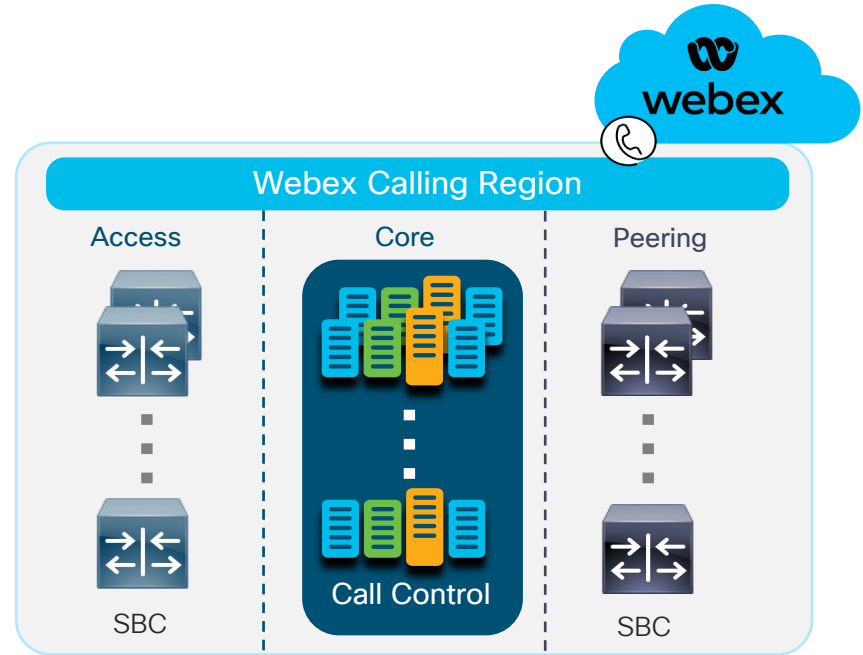 webex
Webex Calling Region
Access
Core
Peering
Call Control
SBC
SBC